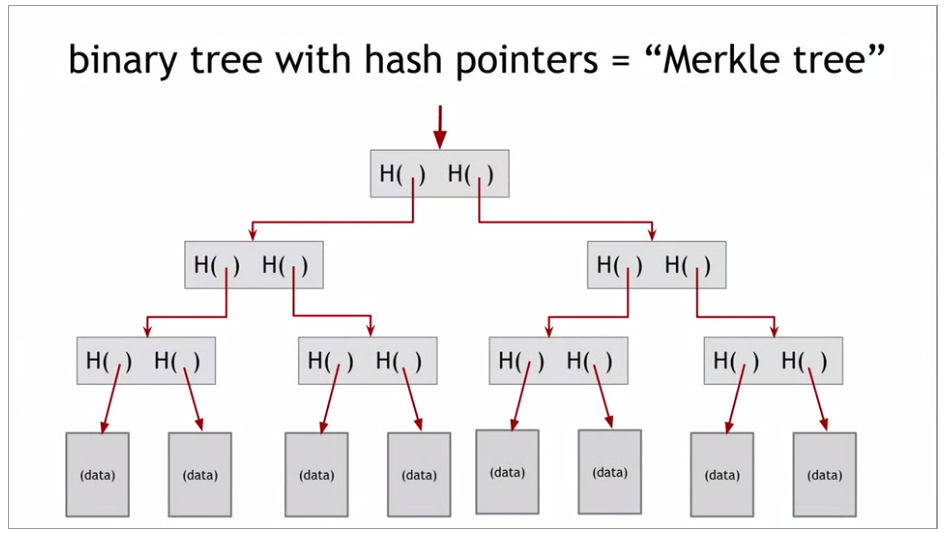 binary tree with hash pointers = “Merkle tree”
H( ) H( )
H( ) H( )
H( ) H( )
H( ) H( )
H( ) H( )
H( ) H( )
H( ) H( )
(data)
(data)
(data)
(data)
(data)
(data)
(data)
(data)